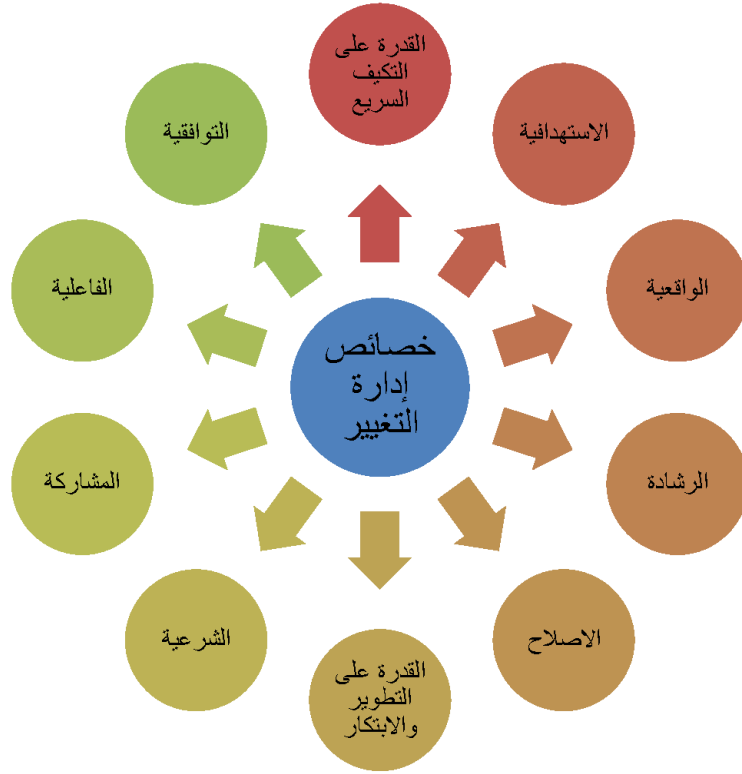 خصائص
إدارة
التغيير
القدرة على
التكيف
السريع
الاستهدافية
الواقعية
الرشادة
الاصلاح
القدرة على
التطوير
والابتكار
الشرعية
المشاركة
الفاعلية
التوافقية